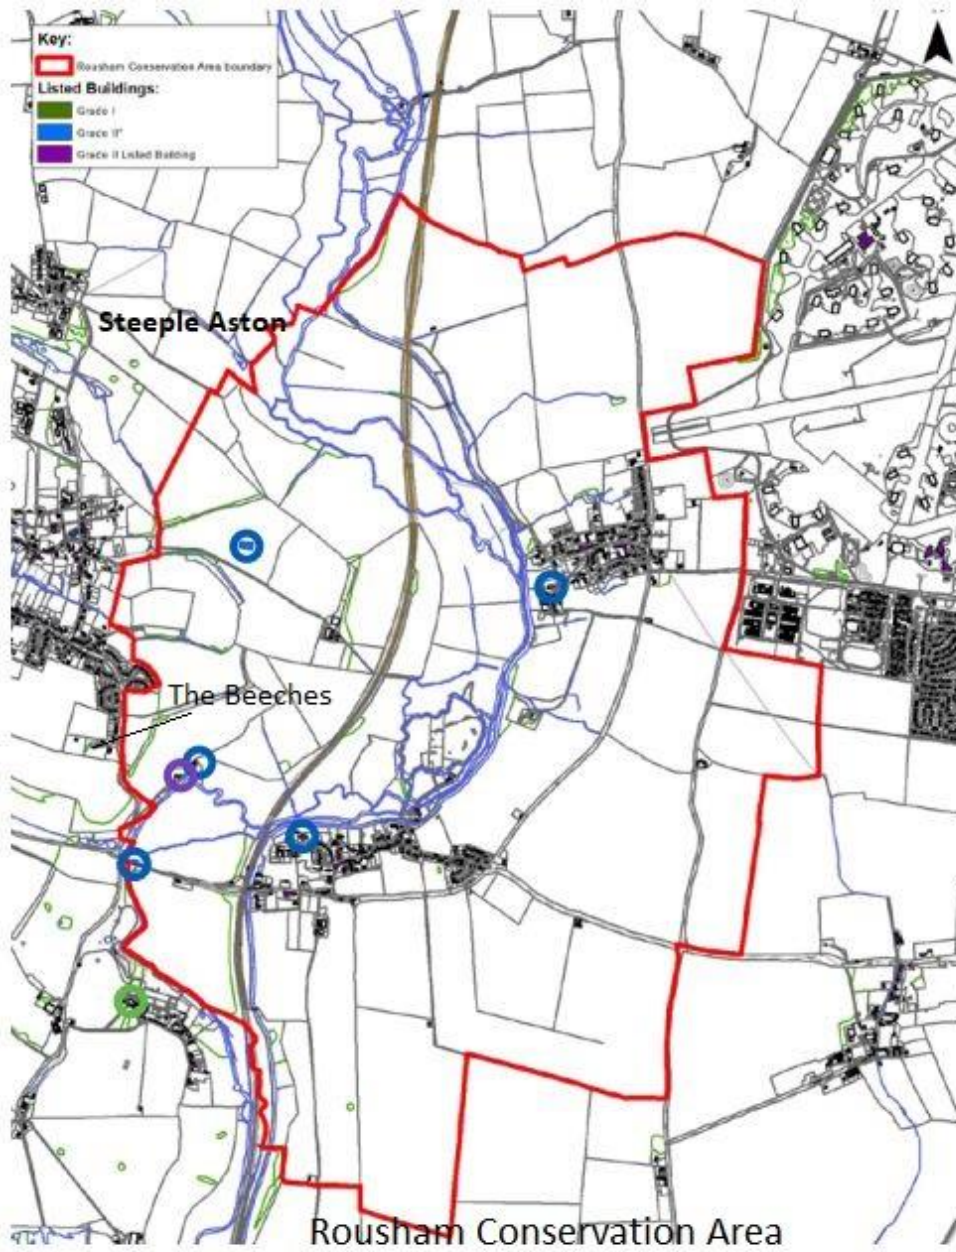 Key:
Rousham Conservation Area boundary
Listed Buildings:
Grade I
Grade II*
Grade II Listed Building
Steeple Aston
The Beeches
Rousham Conservation Area